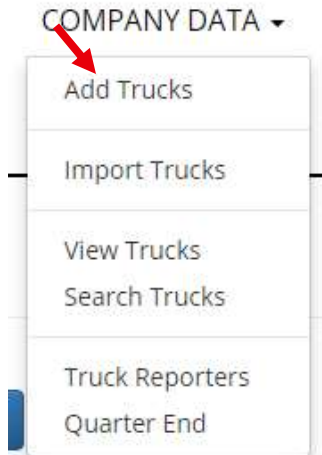 COMPANY DATA
Add Trucks
Import Trucks
View Trucks
Search Trucks
Truck Reporters
Quarter End